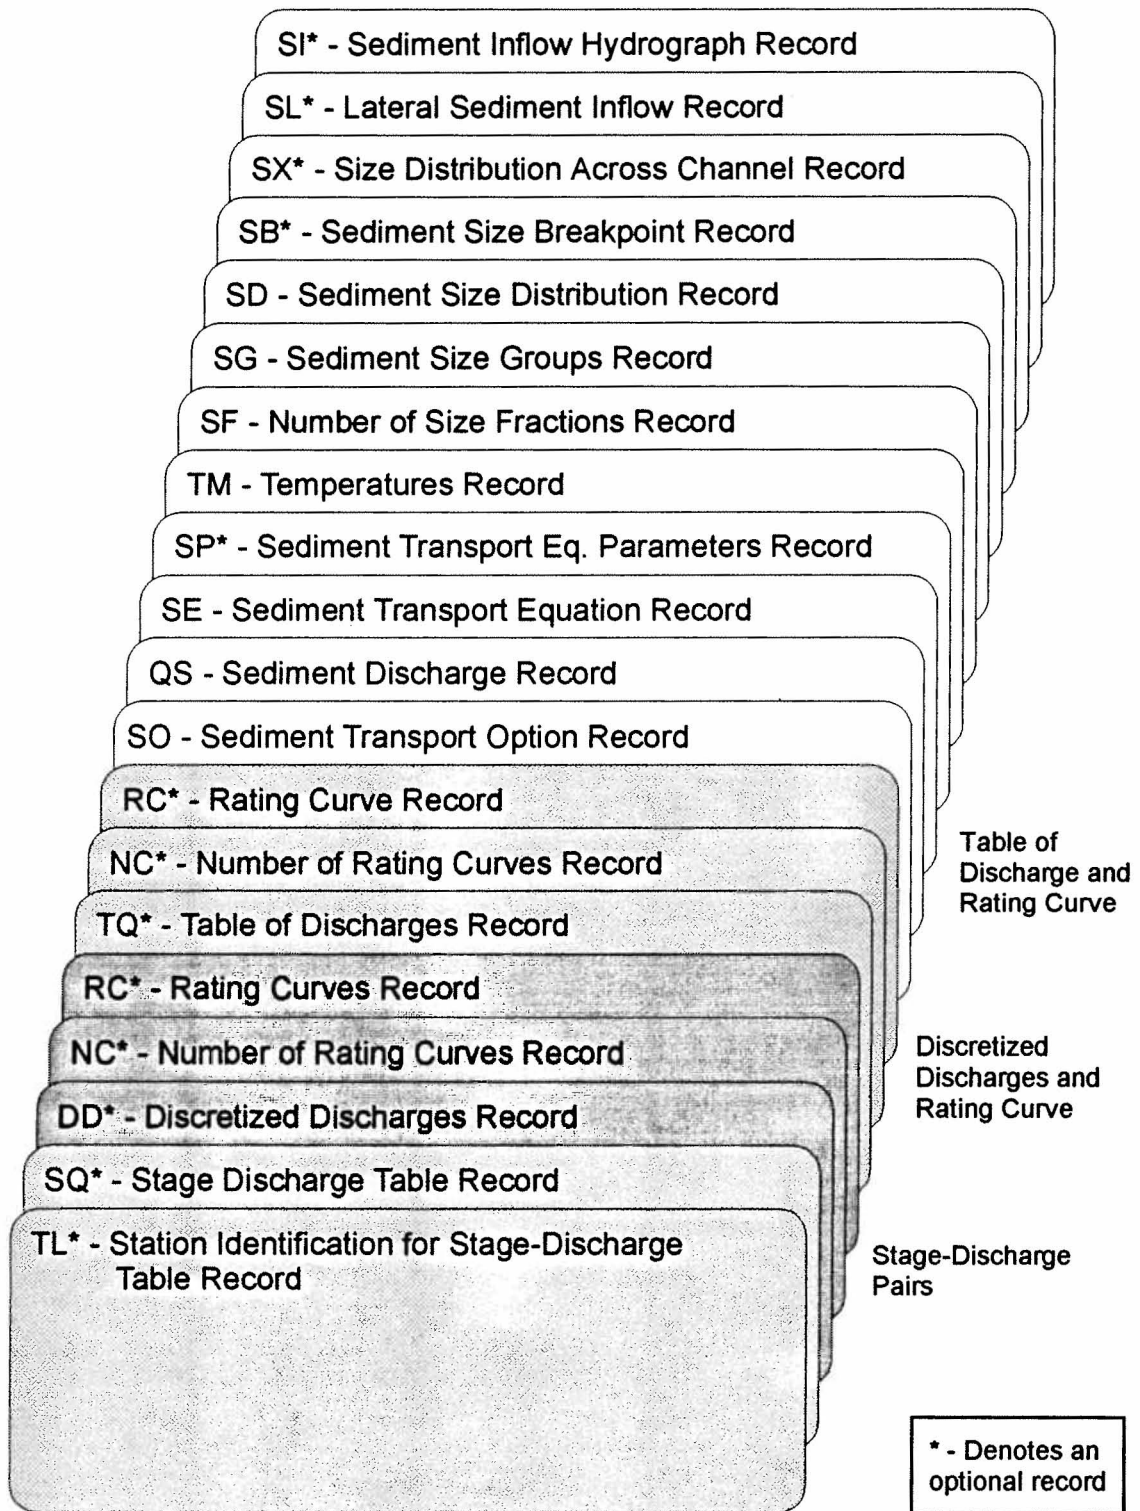 SI* - Sediment Inflow Hydrograph Record
SL* - Lateral Sediment Inflow Record
SX* - Size Distribution Across Channel Record
SB* - Sediment Size Breakpoint Record
SD - Sediment Size Distribution Record
SG - Sediment Size Groups Record
SF - Number of Size Fractions Record
TM - Temperatures Record
SP* - Sediment Transport Eq. Parameters Record
SE - Sediment Transport Equation Record
QS - Sediment Discharge Record
SO - Sediment Transport Option Record
RC* - Rating Curve Record
NC* - Number of Rating Curves Record
TQ* - Table of Discharges Record
RC* - Rating Curves Record
NC* - Number of Rating Curves Record
DD* - Discretized Discharges Record
SQ* - Stage Discharge Table Record
TL* - Station Identification for Stage-Discharge
Table Record
Table of
Discharge and
Rating Curve
Discretized
Discharges and
Rating Curve
Stage-Discharge
Pairs
* - Denotes an
optional record